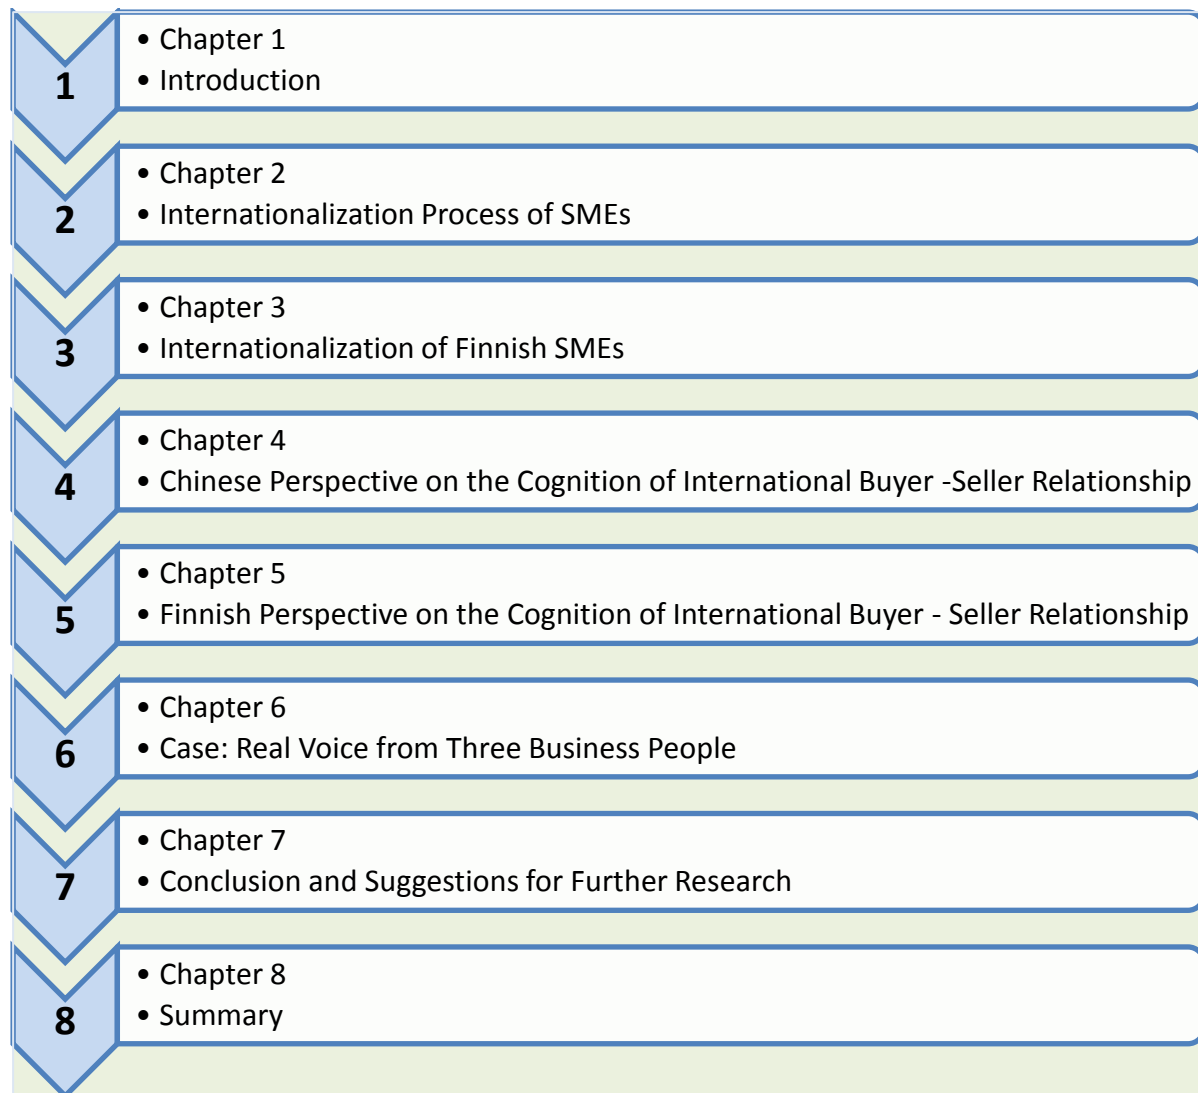 1
• Chapter 1
• Introduction
2
• Chapter 2
• Internationalization Process of SMEs
3
• Chapter 3
• Internationalization of Finnish SMEs
4
• Chapter 4
• Chinese Perspective on the Cognition of International Buyer -Seller Relationship
5
• Chapter 5
• Finnish Perspective on the Cognition of International Buyer - Seller Relationship
6
• Chapter 6
• Case: Real Voice from Three Business People
7
• Chapter 7
• Conclusion and Suggestions for Further Research
8
• Chapter 8
• Summary